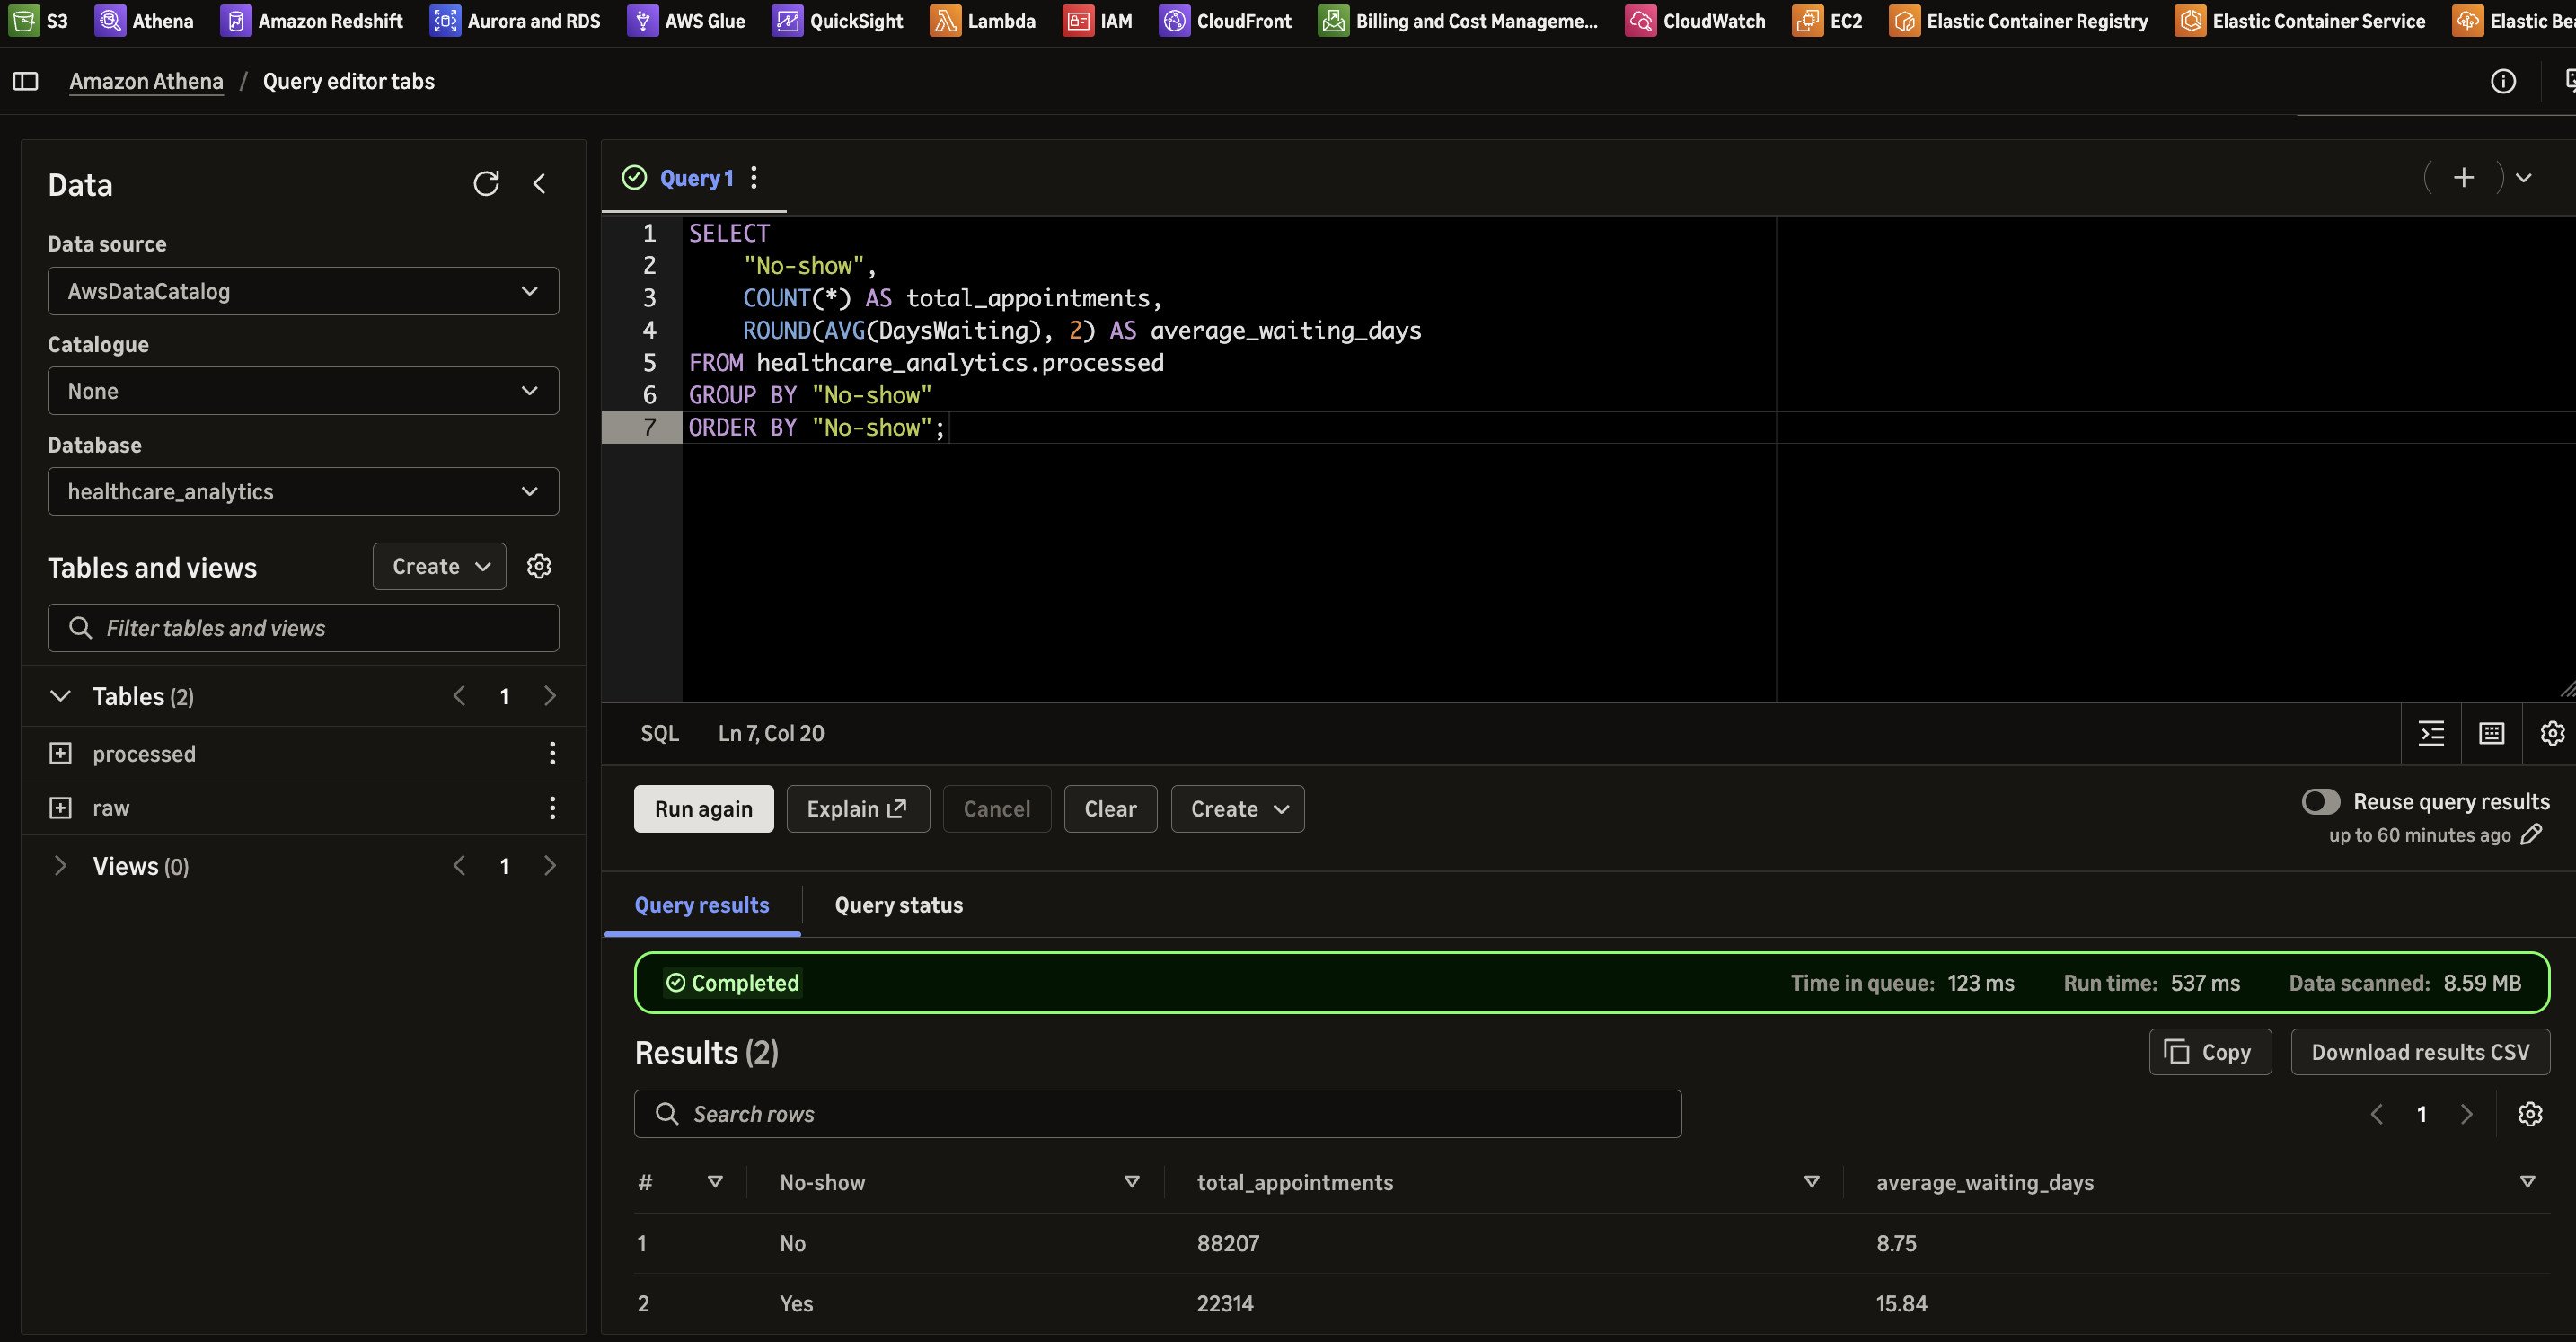 S3 Athena Amazon Redshift Aurora and RDS AWS Glue QuickSight Lambda IAM CloudFront Billing and Cost Manageme... CloudWatch EC2 Elastic Container Registry Elastic Container Service Elastic Be
Amazon Athena / Query editor tabs
Data
Data source
AwsDataCatalog
Catalogue
None
Database
healthcare_analytics
Tables and views
Create
Filter tables and views
Tables (2) 1
processed
raw
Views (0) 1
Query 1
1 SELECT
2 "No-show",
3 COUNT(*) AS total_appointments,
4 ROUND(AVG(DaysWaiting), 2) AS average_waiting_days
5 FROM healthcare_analytics.processed
6 GROUP BY "No-show"
7 ORDER BY "No-show";
SQL Ln 7, Col 20
Run again Explain Cancel Clear Create
Reuse query results
up to 60 minutes ago
Query results Query status
Completed Time in queue: 123 ms Run time: 537 ms Data scanned: 8.59 MB
Results (2) Copy Download results CSV
Search rows 1
# No-show total_appointments average_waiting_days
1 No 88207 8.75
2 Yes 22314 15.84